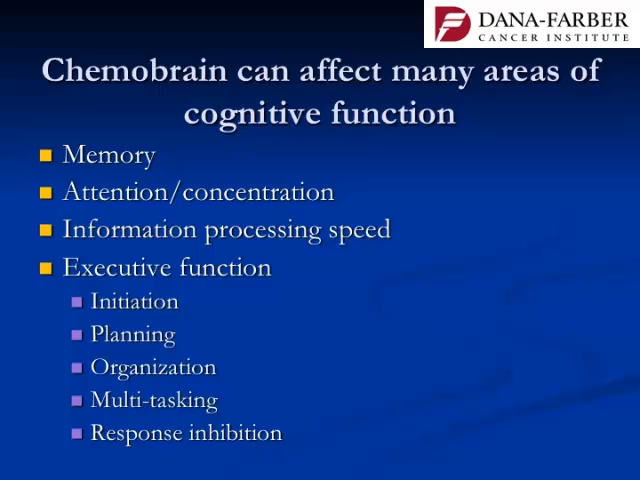 DANA-FARBER
CANCER INSTITUTE
Chemobrain can affect many areas of
cognitive function
Memory
Attention/concentration
Information processing speed
Executive function
Initiation
Planning
Organization
Multi-tasking
Response inhibition